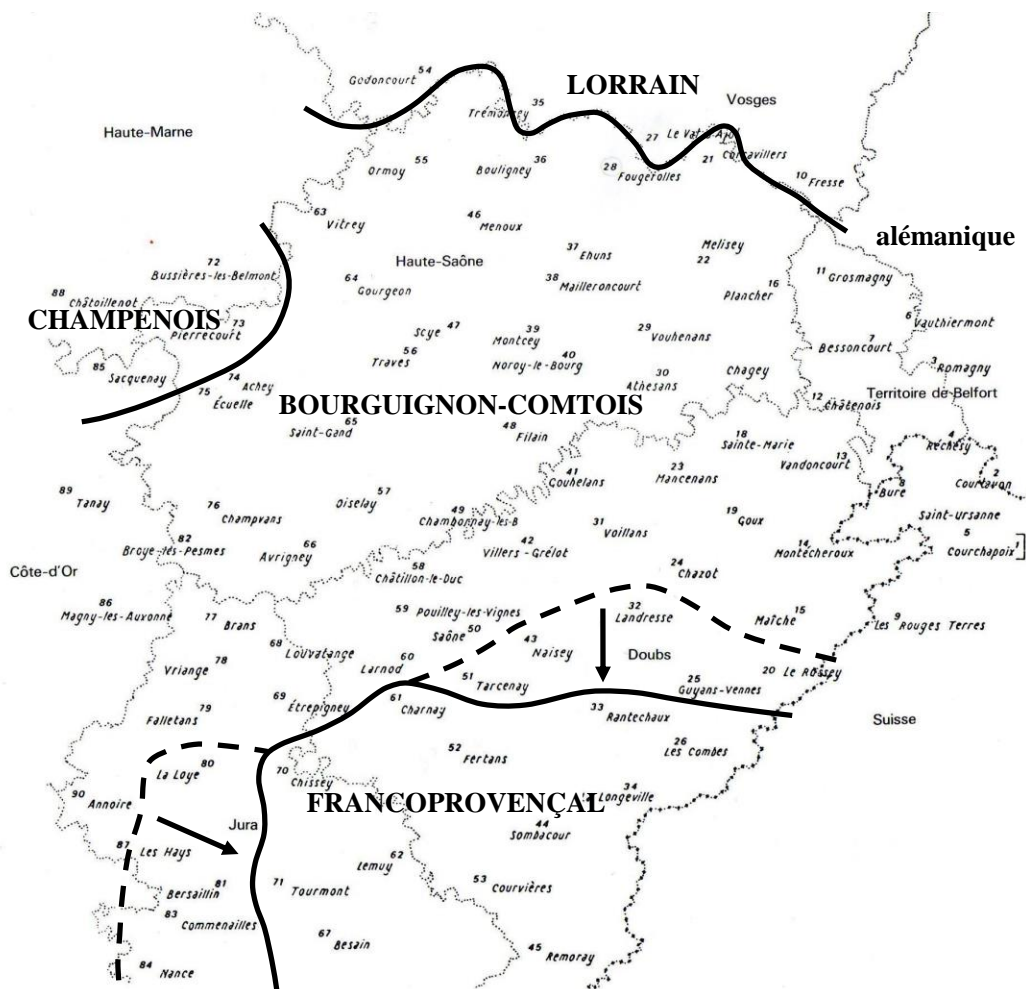 Godoncourt 54
LORRAIN
Vosges
Haute-Marne
Trémoncey 35
27 Le Val d'Ajol
Ormoy 55
Bouligney 36
28 Fougerolles
21 Corravillers
10 Fresse
63 Vitrey
46 Menoux
alémanique
72 Bussières-les-Belmont
Haute-Saône
37 Ehuns
Melisey 22
11 Grosmagny
88 Châtoillenot
64 Gourgeon
38 Mailleroncourt
Plancher 16
CHAMPENOIS
Pierrecourt 73
Scye 47
39 Montcey
29 Vouhenans
6 Vauthiermont
7 Bessoncourt
85 Sacquenay
74 Achey
75 Écuelle
Traves 56
40 Noroy-le-Bourg
30 Athesans
Chagey
3 Romagny
Territoire de Belfort
BOURGUIGNON-COMTOIS
12 Châtenois
65 Saint-Gand
48 Filain
18 Sainte-Marie
13 Vandoncourt
4 Réchésy
2 Courtavon
89 Tanay
76 Champvans
Oiselay 57
49 Chambonnay-les-B
41 Gouhelans
23 Mancenans
19 Goux
8 Bure
Saint-Ursanne
82 Broye-les-Pesmes
Avrigney 66
Villers-Grélot 42
31 Voillans
14 Montécheroux
5 Courchapoix
1
Côte-d'Or
58 Châtillon-le-Duc
24 Chazot
86 Magny-les-Auxonne
77 Brans
59 Pouilley-les-Vignes
32 Landresse
15 Maîche
9 Les Rouges Terres
68 Louvatange
Saône 50
43 Naisey
Doubs
Vriange 78
Larnod 60
51 Tarcenay
25 Guyans-Vennes
20 Le Russey
79 Falletans
69 Étrepigney
61 Charnay
33 Rantechaux
Suisse
La Loye 80
70 Chissey
52 Fertans
26 Les Combes
90 Annoire
FRANCOPROVENÇAL
Longeville 34
Jura
44 Sombacour
87 Les Hays
Lemuy 62
Bersaillin 81
71 Tourmont
53 Courvières
83 Commenailles
67 Besain
45 Remoray
84 Nance